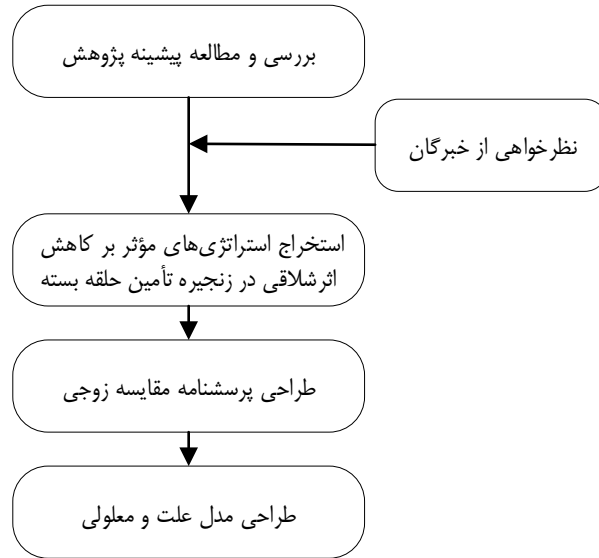 بررسی و مطالعه پیشینه پژوهش
نظرخواهی از خبرگان
استخراج استراتژی‌های مؤثر بر کاهش
اثرشلاقی در زنجیره تأمین حلقه بسته
طراحی پرسشنامه مقایسه زوجی
طراحی مدل علت و معلولی